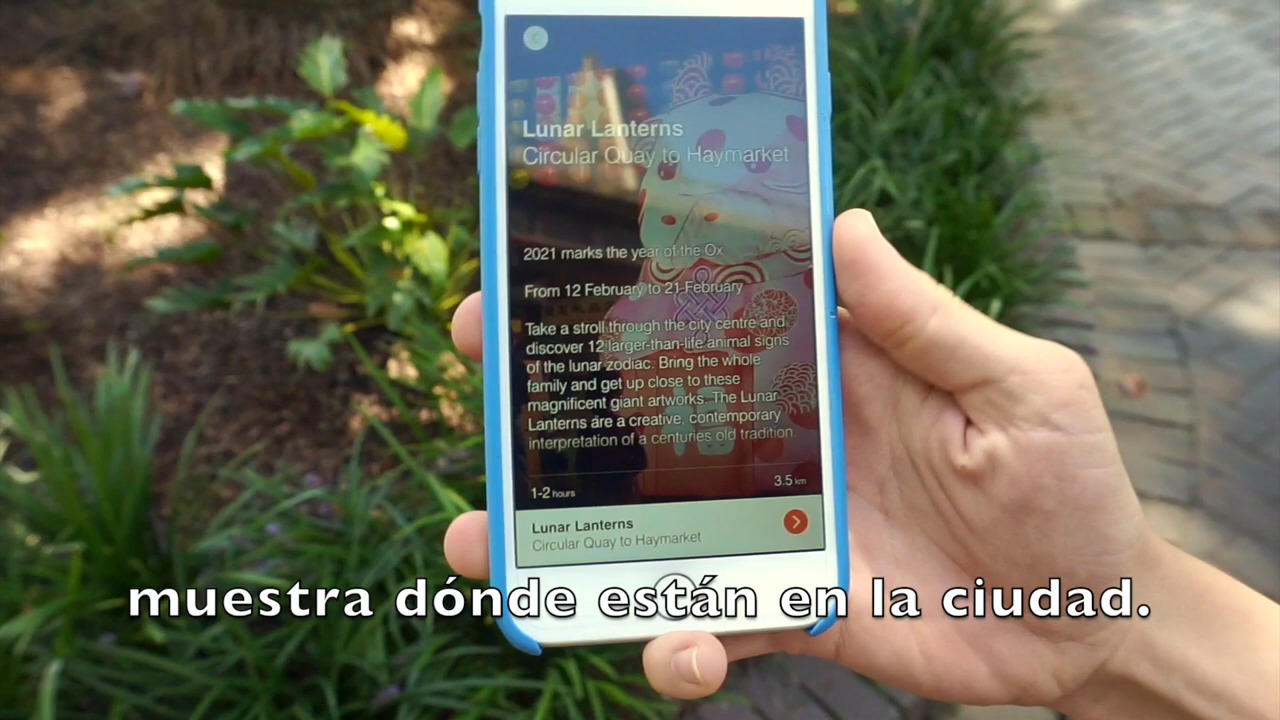 Lunar Lanterns
Circular Quay to Haymarket
2021 marks the year of the Ox
From 12 February to 21 February
Take a stroll through the city centre and
discover 12 larger-than-life animal signs
of the lunar zodiac. Bring the whole
family and get up close to these
magnificent giant artworks. The Lunar
Lanterns are a creative, contemporary
interpretation of a centuries old tradition.
1-2 hours
3.5 km
Lunar Lanterns
Circular Quay to Haymarket
muestra dónde están en la ciudad.